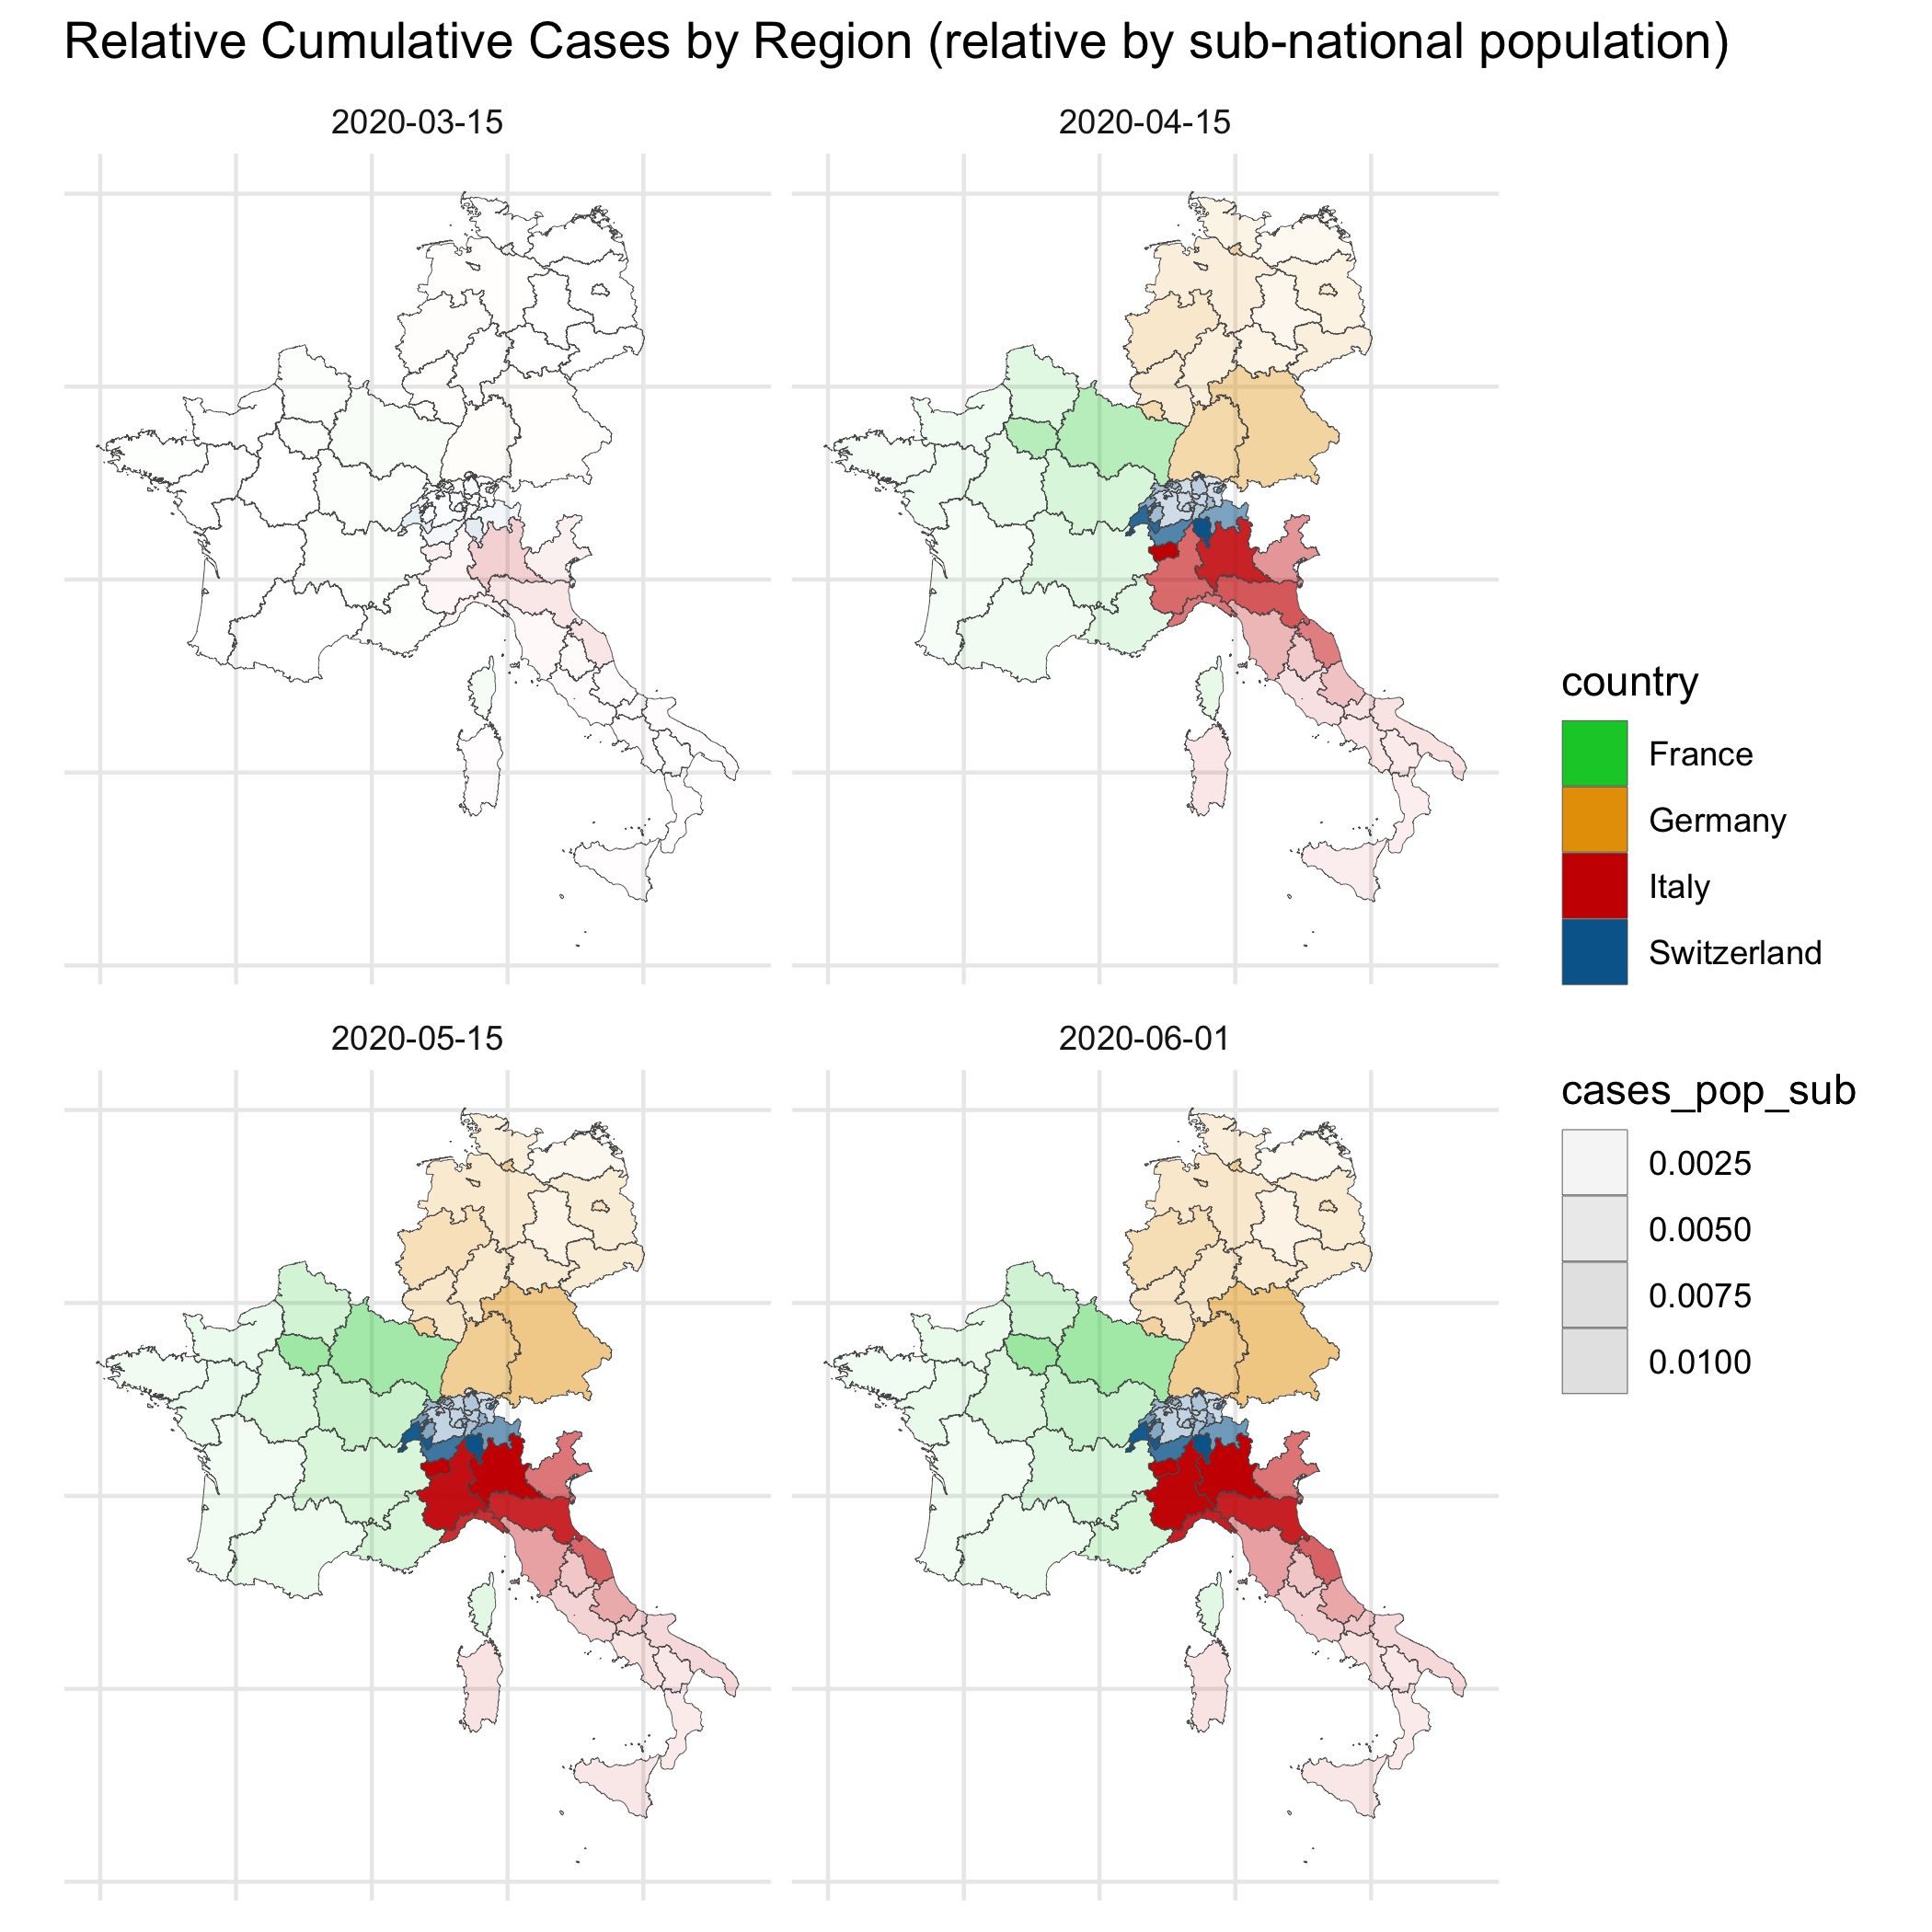 Relative Cumulative Cases by Region (relative by sub-national population)
2020-03-15
2020-04-15
country
France
Germany
Italy
Switzerland
2020-05-15
2020-06-01
cases_pop_sub
0.0025
0.0050
0.0075
0.0100